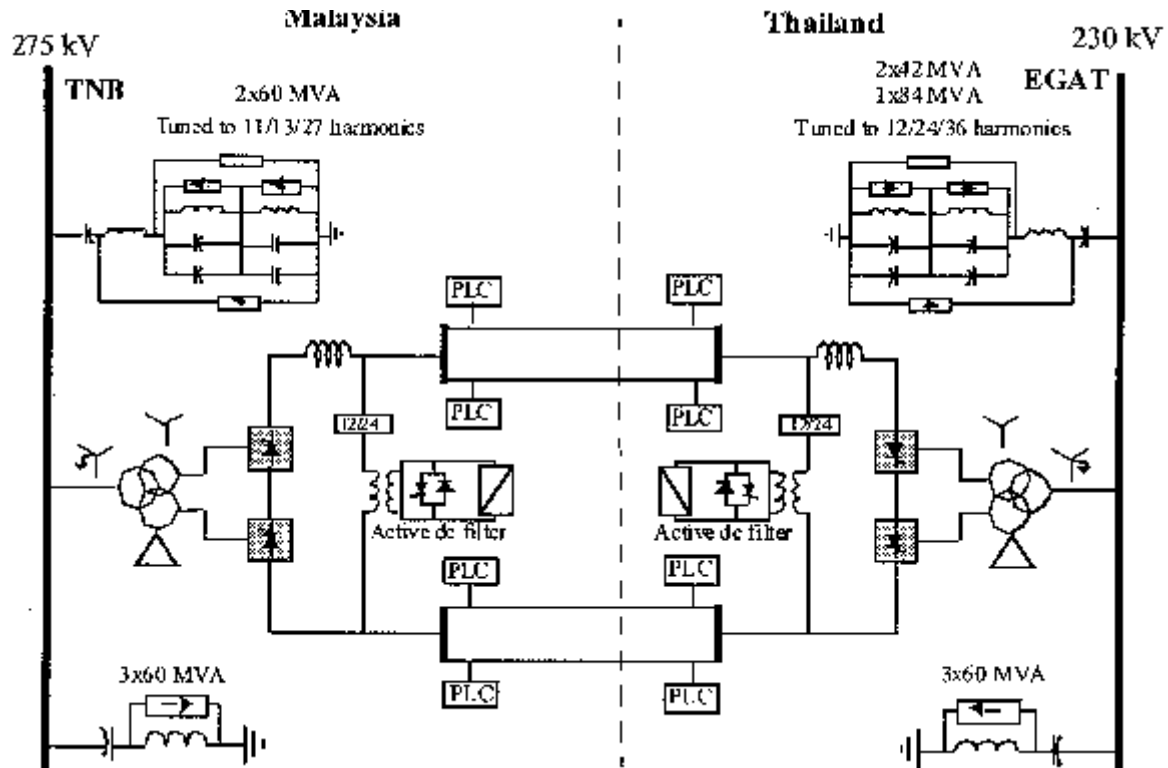 Malaysia
Thailand
275 kV
230 kV
TNB
EGAT
2x60 MVA
Tuned to 11/13/27 harmonics
2x42 MVA
1x84 MVA
Tuned to 12/24/36 harmonics
PLC
PLC
PLC
PLC
12/24
12/24
Active dc filter
Active dc filter
PLC
PLC
PLC
PLC
3x60 MVA
3x60 MVA